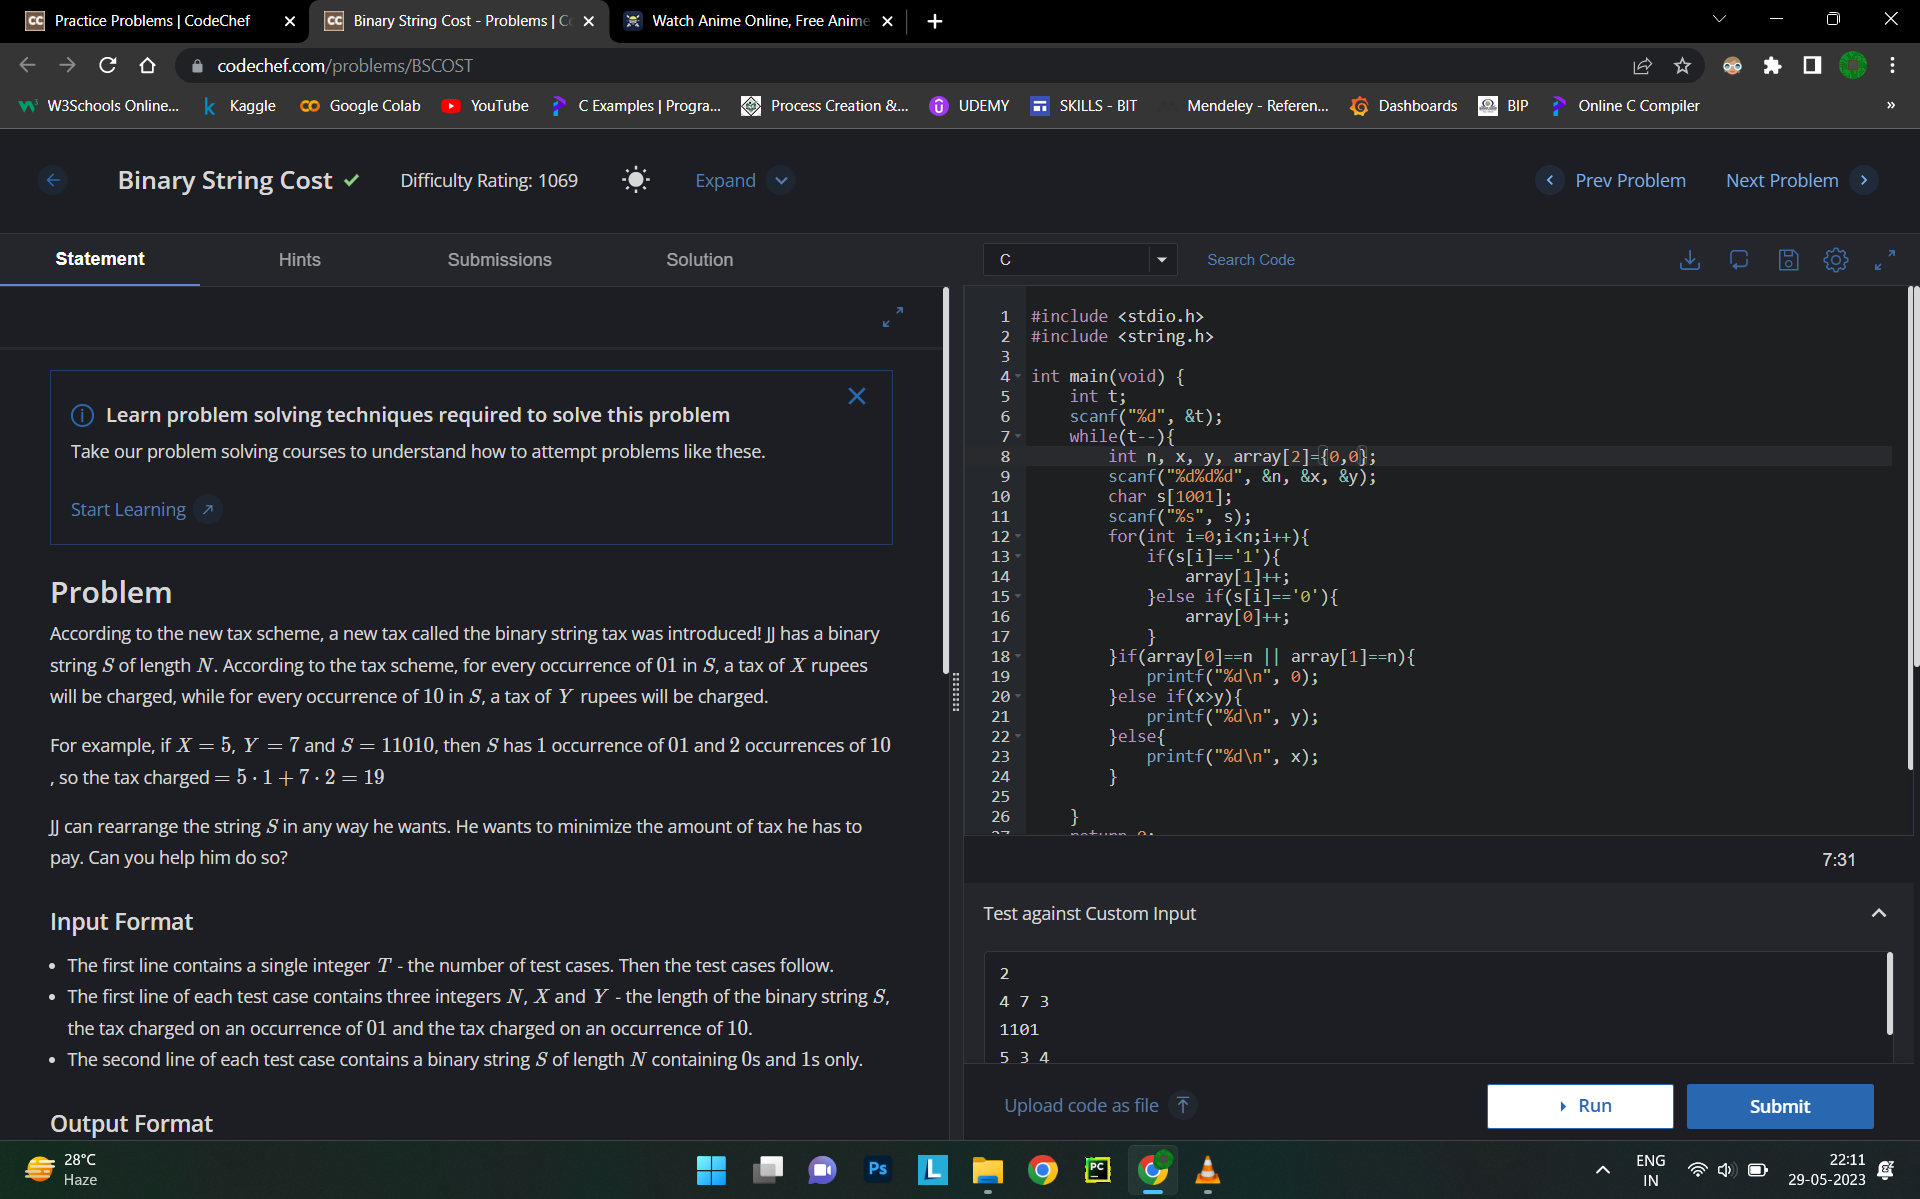 Practice Problems | CodeChef
Binary String Cost - Problems | Co
Watch Anime Online, Free Anime
codechef.com/problems/BSCOST
W3Schools Online...
Kaggle
Google Colab
YouTube
C Examples | Progra...
Process Creation &...
UDEMY
SKILLS - BIT
Mendeley - Referen...
Dashboards
BIP
Online C Compiler
»
Binary String Cost
Difficulty Rating: 1069
Expand
Prev Problem
Next Problem
Statement
Hints
Submissions
Solution
Learn problem solving techniques required to solve this problem
Take our problem solving courses to understand how to attempt problems like these.
Start Learning
Problem
According to the new tax scheme, a new tax called the binary string tax was introduced! JJ has a binary
string S of length N. According to the tax scheme, for every occurrence of 01 in S, a tax of X rupees
will be charged, while for every occurrence of 10 in S, a tax of Y rupees will be charged.
For example, if X = 5, Y = 7 and S = 11010, then S has 1 occurrence of 01 and 2 occurrences of 10
, so the tax charged = 5 · 1 + 7 · 2 = 19
JJ can rearrange the string S in any way he wants. He wants to minimize the amount of tax he has to
pay. Can you help him do so?
Input Format
• The first line contains a single integer T - the number of test cases. Then the test cases follow.
• The first line of each test case contains three integers N, X and Y - the length of the binary string S,
the tax charged on an occurrence of 01 and the tax charged on an occurrence of 10.
• The second line of each test case contains a binary string S of length N containing 0s and 1s only.
Output Format
C
Search Code
1 #include <stdio.h>
2 #include <string.h>
3
4 int main(void) {
5 int t;
6 scanf("%d", &t);
7 while(t--){
8 int n, x, y, array[2]={0,0};
9 scanf("%d%d%d", &n, &x, &y);
10 char s[1001];
11 scanf("%s", s);
12 for(int i=0;i<n;i++){
13 if(s[i]=='1'){
14 array[1]++;
15 }else if(s[i]=='0'){
16 array[0]++;
17 }
18 }if(array[0]==n || array[1]==n){
19 printf("%d\n", 0);
20 }else if(x>y){
21 printf("%d\n", y);
22 }else{
23 printf("%d\n", x);
24 }
25
26 }
27 return 0;
7:31
Test against Custom Input
2
4 7 3
1101
5 3 4
Upload code as file
Run
Submit
28°C
Haze
Ps
L
PC
ENG
IN
22:11
29-05-2023